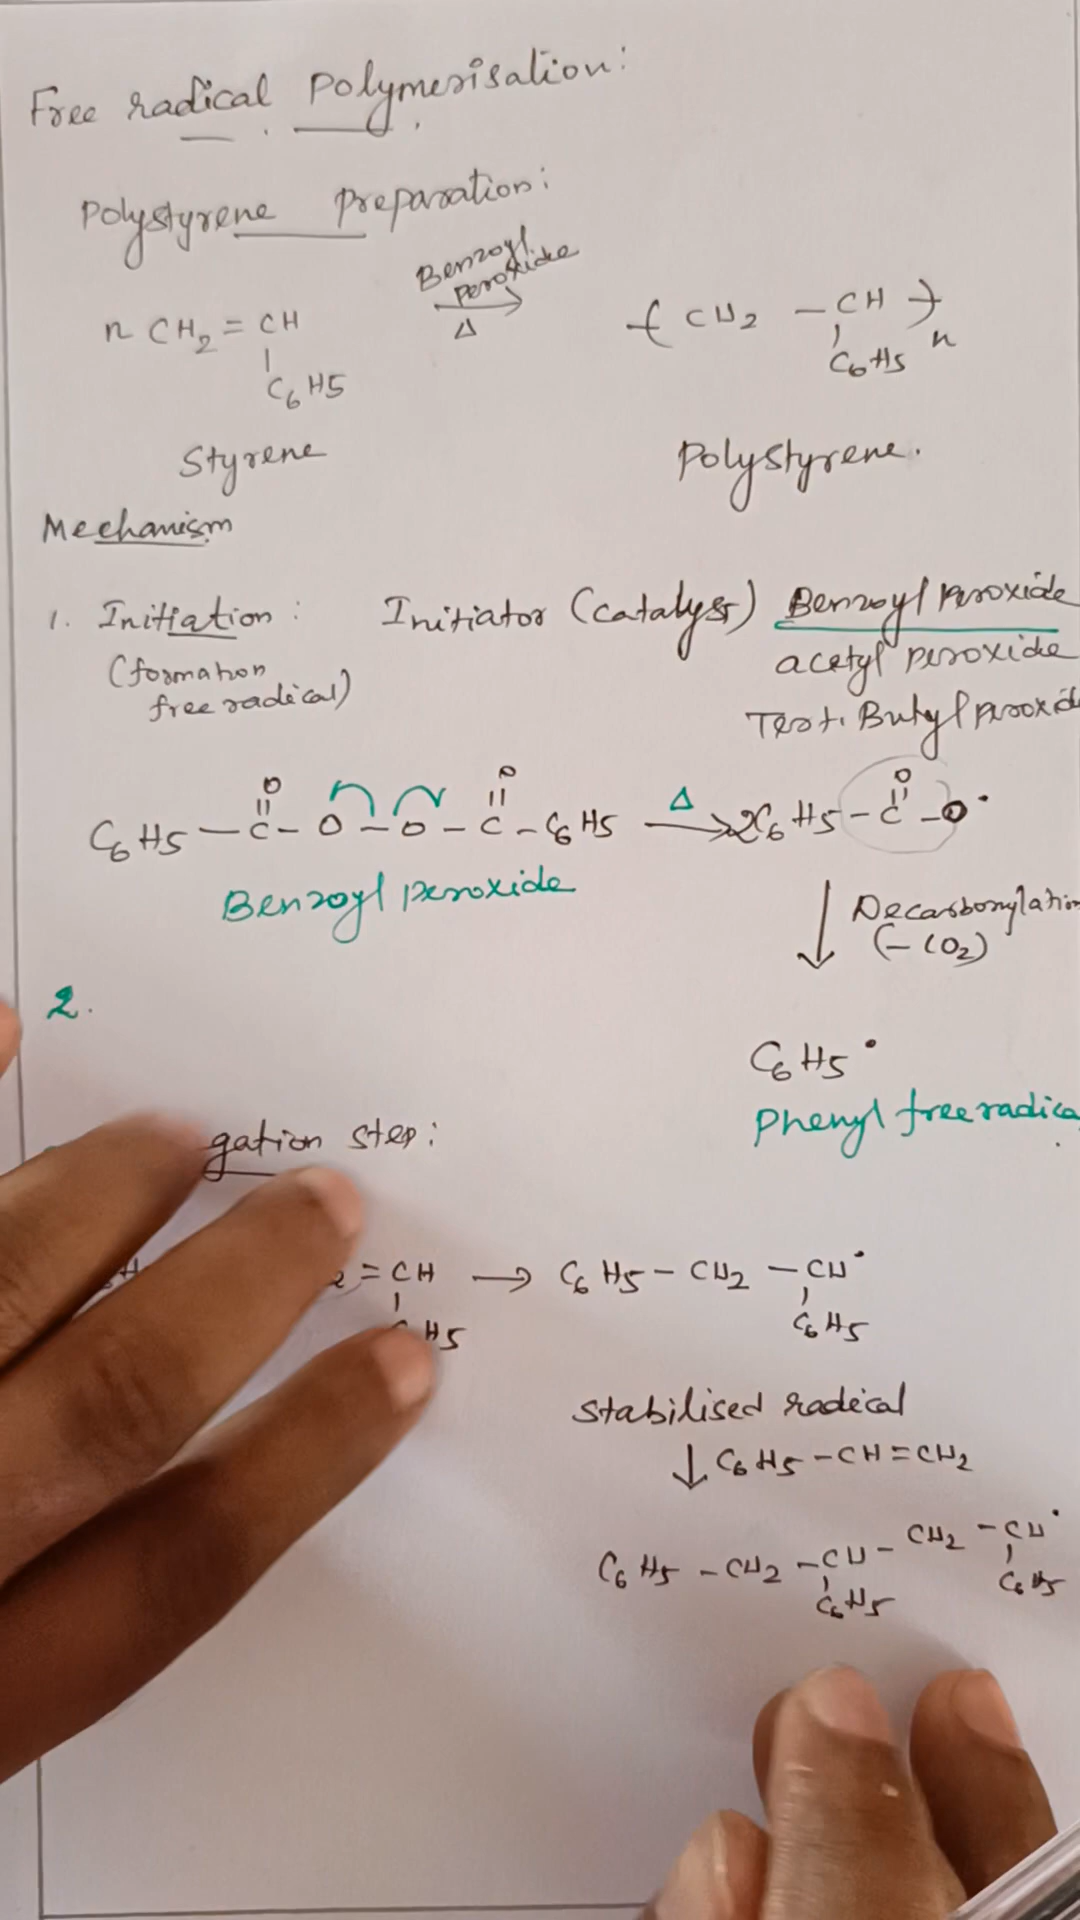 Free radical Polymerisation:
Polystyrene Preparation:
n CH2 = CH
C6H5
Benzoyl
peroxide
Δ
( CH2 - CH )n
C6H5
Styrene
Polystyrene.
Mechanism
1. Initiation :
(formation
free radical)
Initiator (catalyst) Benzoyl peroxide
acetyl peroxide
Tert. Butyl peroxid
O O O
C6H5 - C - O - O - C - C6H5 Δ → 2C6H5 - C - O•
Benzoyl peroxide
↓ Decarbonylation
(- CO2)
2.
C6H5•
Phenyl free radica
gation step:
= CH → C6H5 - CH2 - CH•
H5 C6H5
Stabilised radical
↓ C6H5 - CH = CH2
C6H5 - CH2 - CH - CH2 - CH•
C6H5 C6H5